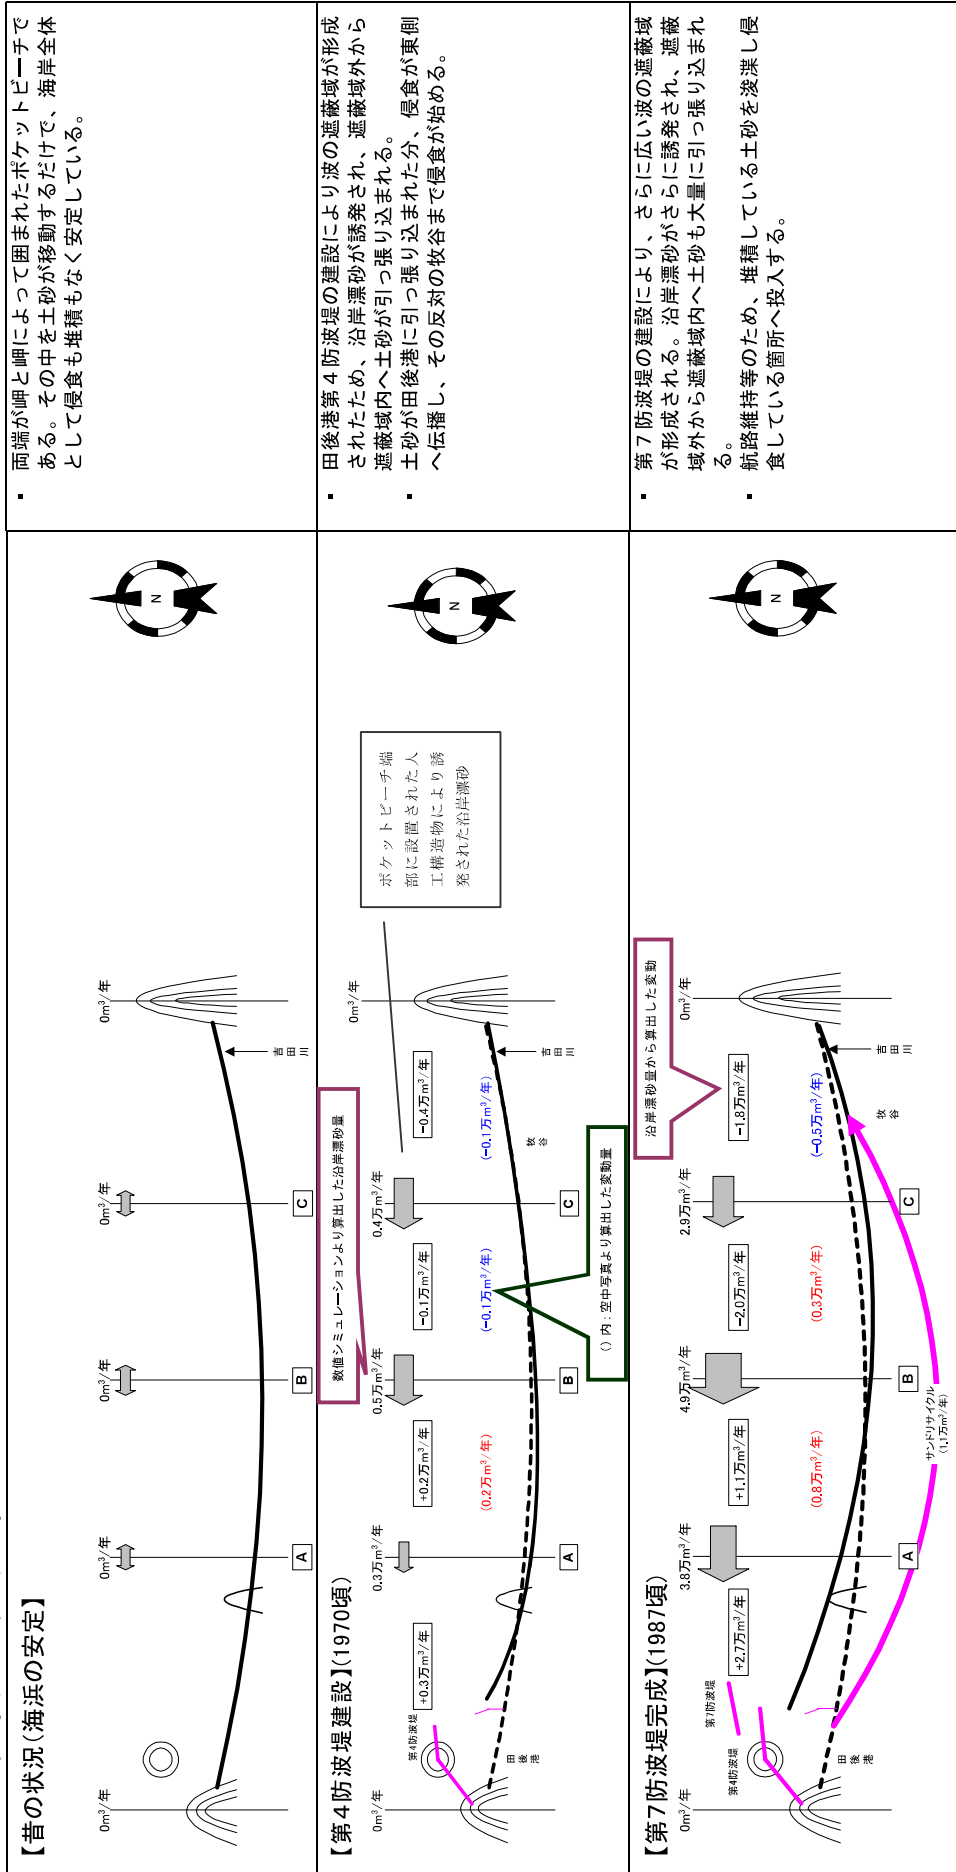 【昔の状況（海浜の安定）】
0m³/年
0m³/年
0m³/年
0m³/年
0m³/年
A
B
C
吉田川
N
▪ 両端が岬と岬によって囲まれたポケットビーチで
ある。その中を土砂が移動するだけで、海岸全体
として侵食も堆積もなく安定している。
【第４防波堤建設】(1970頃)
0m³/年
0.3万m³/年
0.5万m³/年
0.4万m³/年
0m³/年
+0.3万m³/年
+0.2万m³/年
-0.1万m³/年
-0.4万m³/年
(0.2万m³/年)
(-0.1万m³/年)
(-0.1万m³/年)
第4防波堤
田後港
A
B
C
牧谷
吉田川
数値シミュレーションより算出した沿岸漂砂量
（）内：空中写真より算出した変動量
ポケットビーチ端
部に設置された人
工構造物により誘
発された沿岸漂砂
N
▪ 田後港第４防波堤の建設により波の遮蔽域が形成
されたため、沿岸漂砂が誘発され、遮蔽域外から
遮蔽域内へ土砂が引っ張り込まれる。
▪ 土砂が田後港に引っ張り込まれた分、侵食が東側
へ伝播し、その反対の牧谷まで侵食が始める。
【第７防波堤完成】(1987頃)
0m³/年
3.8万m³/年
4.9万m³/年
2.9万m³/年
0m³/年
+2.7万m³/年
+1.1万m³/年
-2.0万m³/年
-1.8万m³/年
(0.8万m³/年)
(0.3万m³/年)
(-0.5万m³/年)
第7防波堤
第4防波堤
田後港
A
B
C
牧谷
吉田川
サンドリサイクル
(1.1万m³/年)
沿岸漂砂量から算出した変動
N
▪ 第７防波堤の建設により、さらに広い波の遮蔽域
が形成される。沿岸漂砂がさらに誘発され、遮蔽
域外から遮蔽域内へ土砂も大量に引っ張り込まれ
る。
▪ 航路維持等のため、堆積している土砂を浚渫し侵
食している箇所へ投入する。